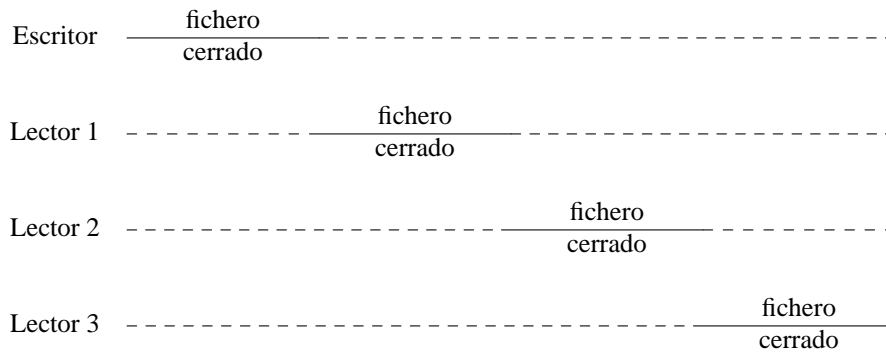 fichero
Escritor
cerrado
fichero
Lector 1
cerrado
fichero
Lector 2
cerrado
fichero
Lector 3
cerrado